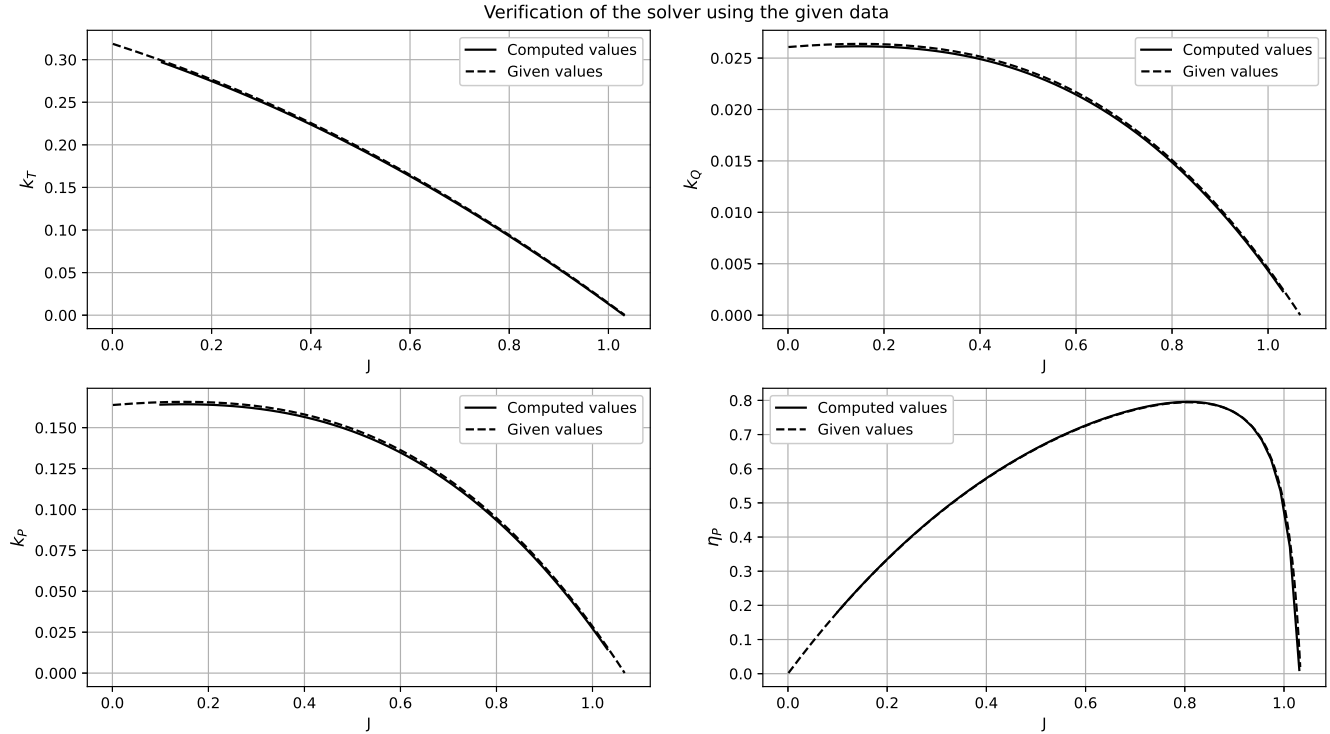 Verification of the solver using the given data
k_T
0.30
0.25
0.20
0.15
0.10
0.05
0.00
Computed values
Given values
0.0 0.2 0.4 0.6 0.8 1.0
J
k_Q
0.025
0.020
0.015
0.010
0.005
0.000
Computed values
Given values
0.0 0.2 0.4 0.6 0.8 1.0
J
k_P
0.150
0.125
0.100
0.075
0.050
0.025
0.000
Computed values
Given values
0.0 0.2 0.4 0.6 0.8 1.0
J
η_P
0.8
0.7
0.6
0.5
0.4
0.3
0.2
0.1
0.0
Computed values
Given values
0.0 0.2 0.4 0.6 0.8 1.0
J